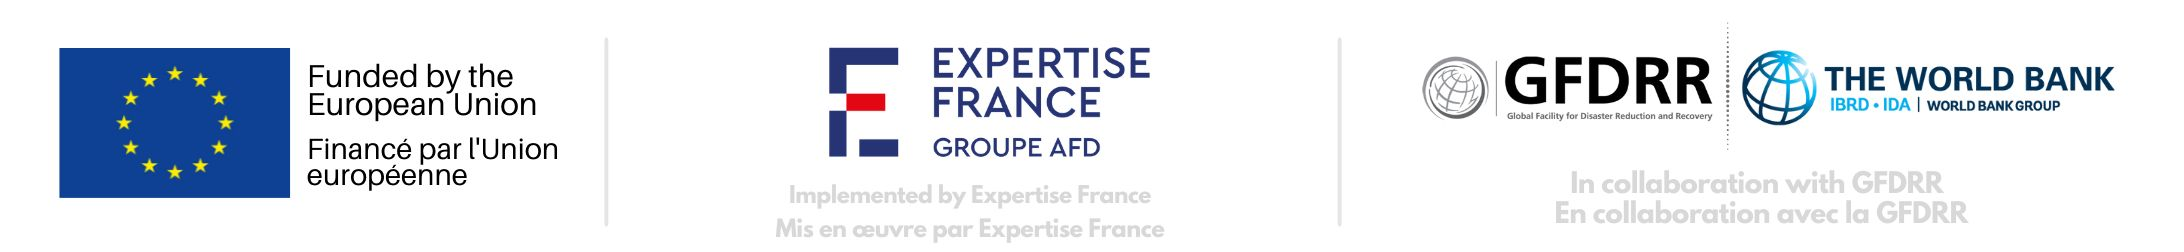 Funded by the
European Union
Financé par l'Union
européenne
EXPERTISE
FRANCE
GROUPE AFD
Implemented by Expertise France
Mis en œuvre par Expertise France
GFDRR
Global Facility for Disaster Reduction and Recovery
THE WORLD BANK
IBRD • IDA | WORLD BANK GROUP
In collaboration with GFDRR
En collaboration avec la GFDRR